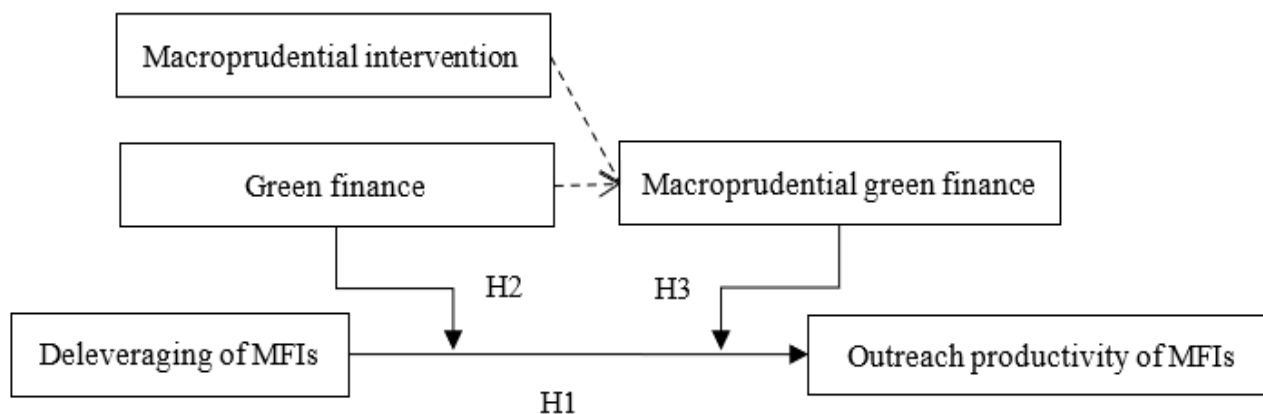 Macroprudential intervention
Green finance
Macroprudential green finance
H2
H3
Deleveraging of MFIs
Outreach productivity of MFIs
H1